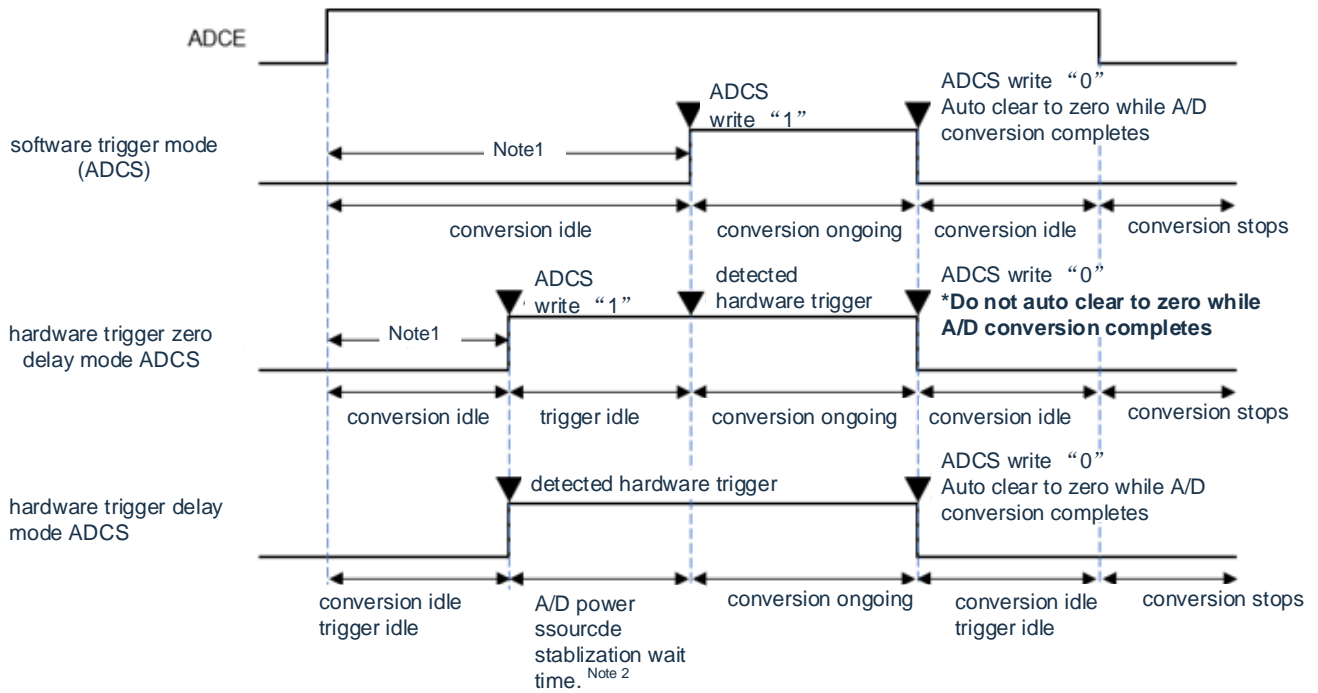 ADCE
software trigger mode
(ADCS)
ADCS
write “1”
ADCS write “0”
Auto clear to zero while A/D
conversion completes
Note1
conversion idle
conversion ongoing
conversion idle
conversion stops
hardware trigger zero
delay mode ADCS
ADCS
write “1”
detected
hardware trigger
ADCS write “0”
*Do not auto clear to zero while
A/D conversion completes
Note1
conversion idle
trigger idle
conversion ongoing
conversion idle
conversion stops
hardware trigger delay
mode ADCS
detected hardware trigger
ADCS write “0”
Auto clear to zero while A/D
conversion completes
conversion idle
trigger idle
A/D power
ssourcde
stablization wait
time. Note 2
conversion ongoing
conversion idle
trigger idle
conversion stops